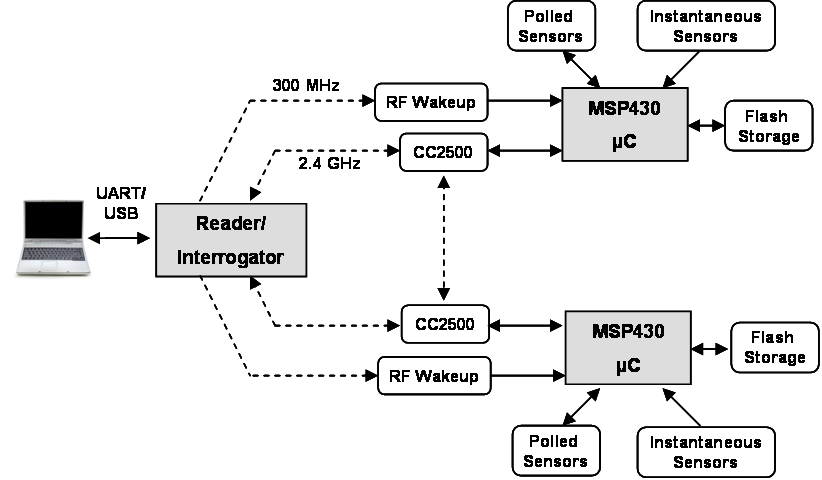 Polled
Sensors
Instantaneous
Sensors
300 MHz
RF Wakeup
MSP430
µC
Flash
Storage
CC2500
2.4 GHz
UART/
USB
Reader/
Interrogator
CC2500
MSP430
µC
Flash
Storage
RF Wakeup
Polled
Sensors
Instantaneous
Sensors